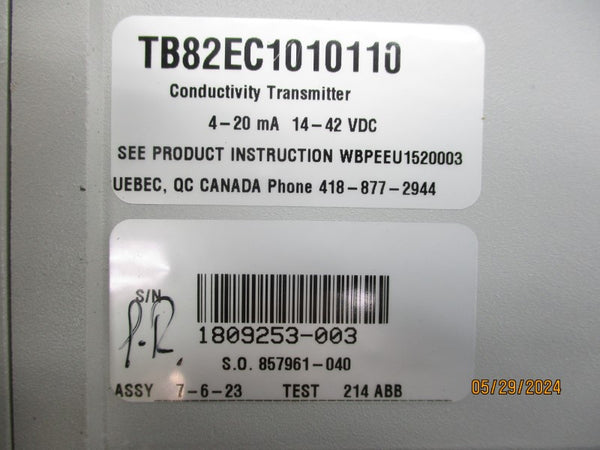 TB82EC1010110
Conductivity Transmitter
4-20 mA 14-42 VDC
SEE PRODUCT INSTRUCTION WBPEEU1520003
UEBEC, QC CANADA Phone 418-877-2944
S/N
P.R.
1809253-003
S.O. 857961-040
ASSY 7-6-23 TEST 214 ABB
05/29/2024